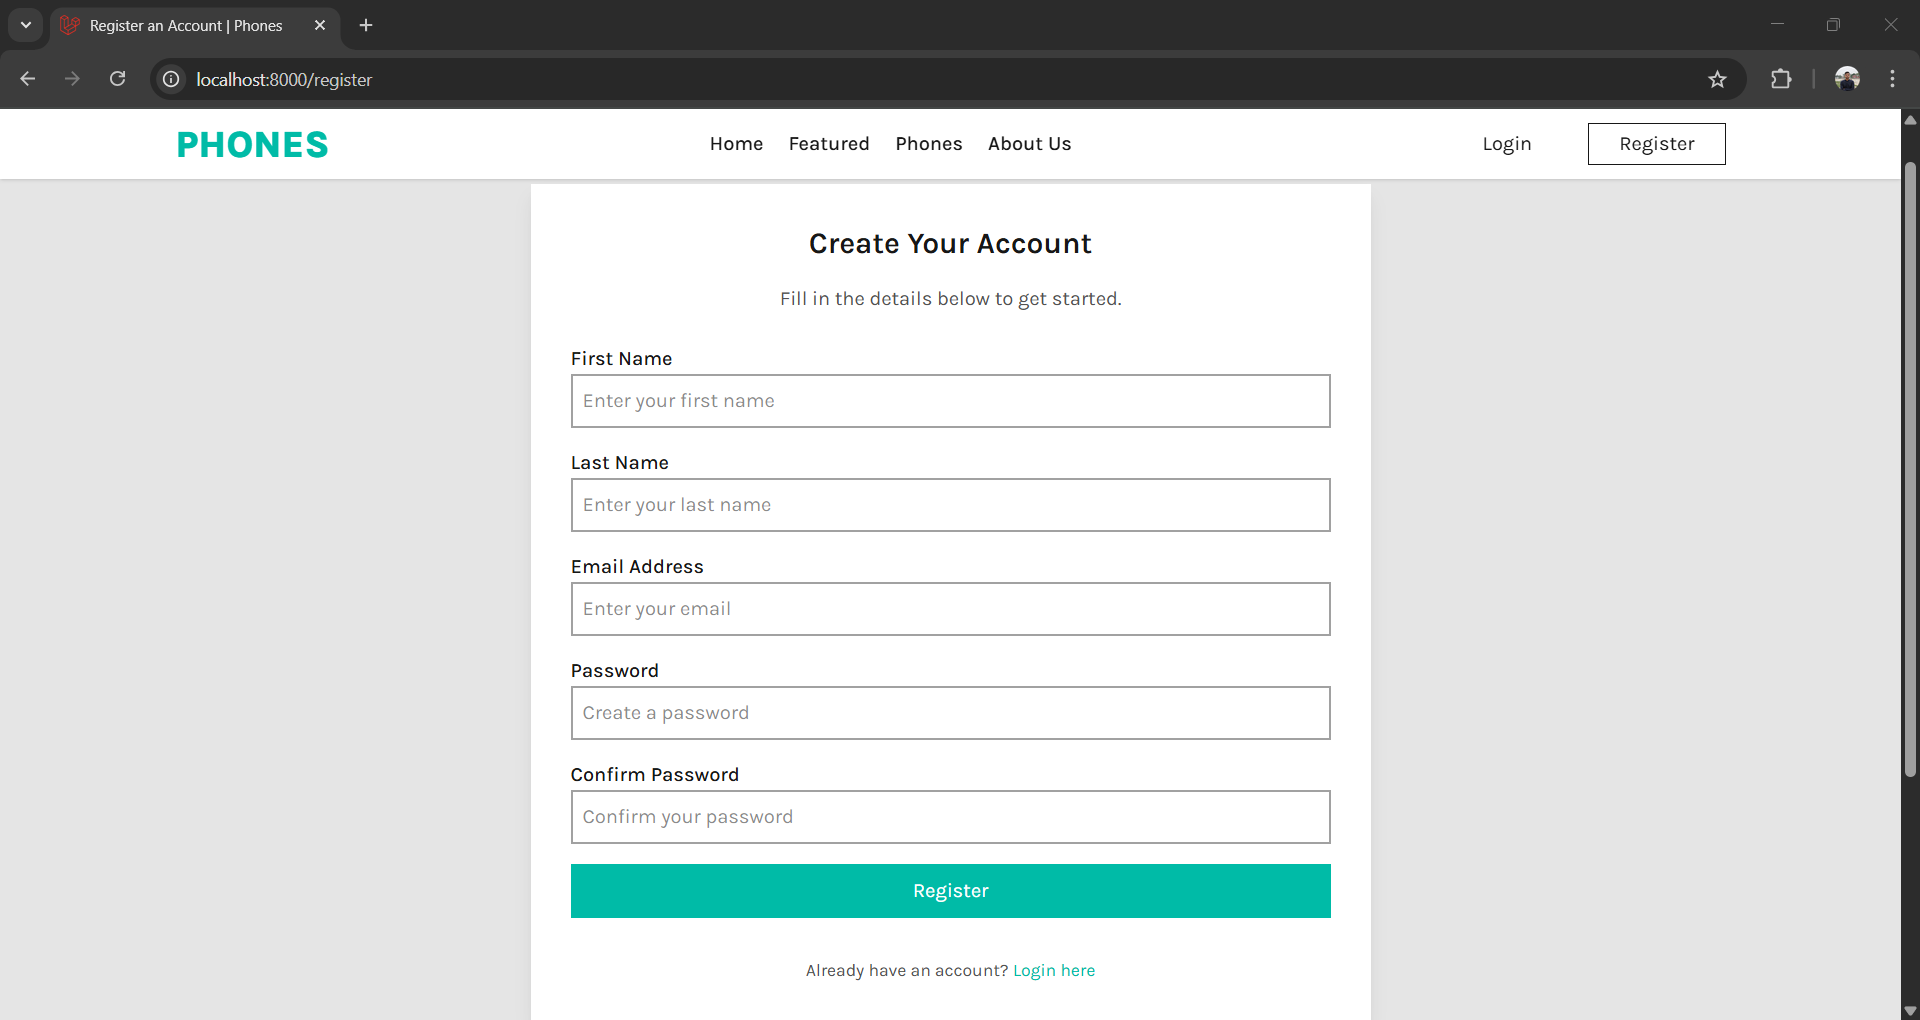 Register an Account | Phones
localhost:8000/register
PHONES
Home Featured Phones About Us
Login Register
Create Your Account
Fill in the details below to get started.
First Name
Enter your first name
Last Name
Enter your last name
Email Address
Enter your email
Password
Create a password
Confirm Password
Confirm your password
Register
Already have an account? Login here